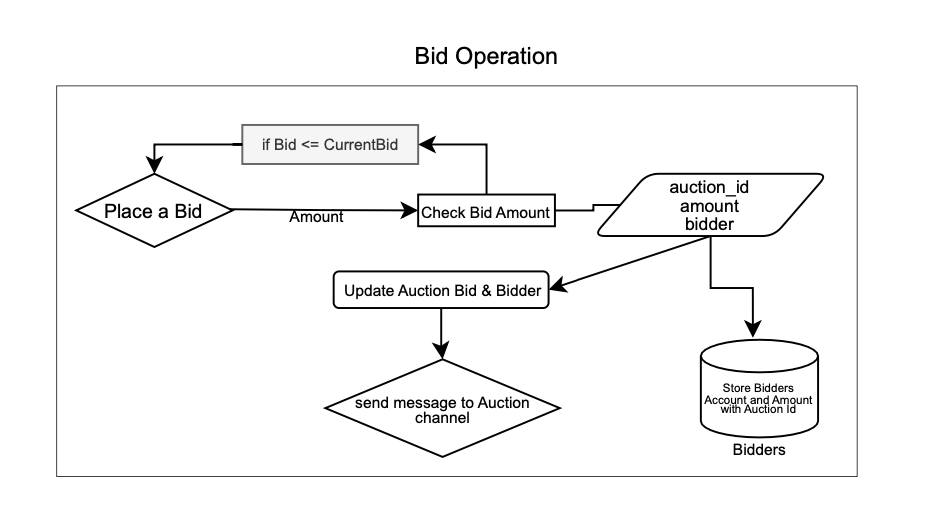 Bid Operation
if Bid <= CurrentBid
Place a Bid
Amount
Check Bid Amount
auction_id
amount
bidder
Update Auction Bid & Bidder
send message to Auction
channel
Store Bidders
Account and Amount
with Auction Id
Bidders